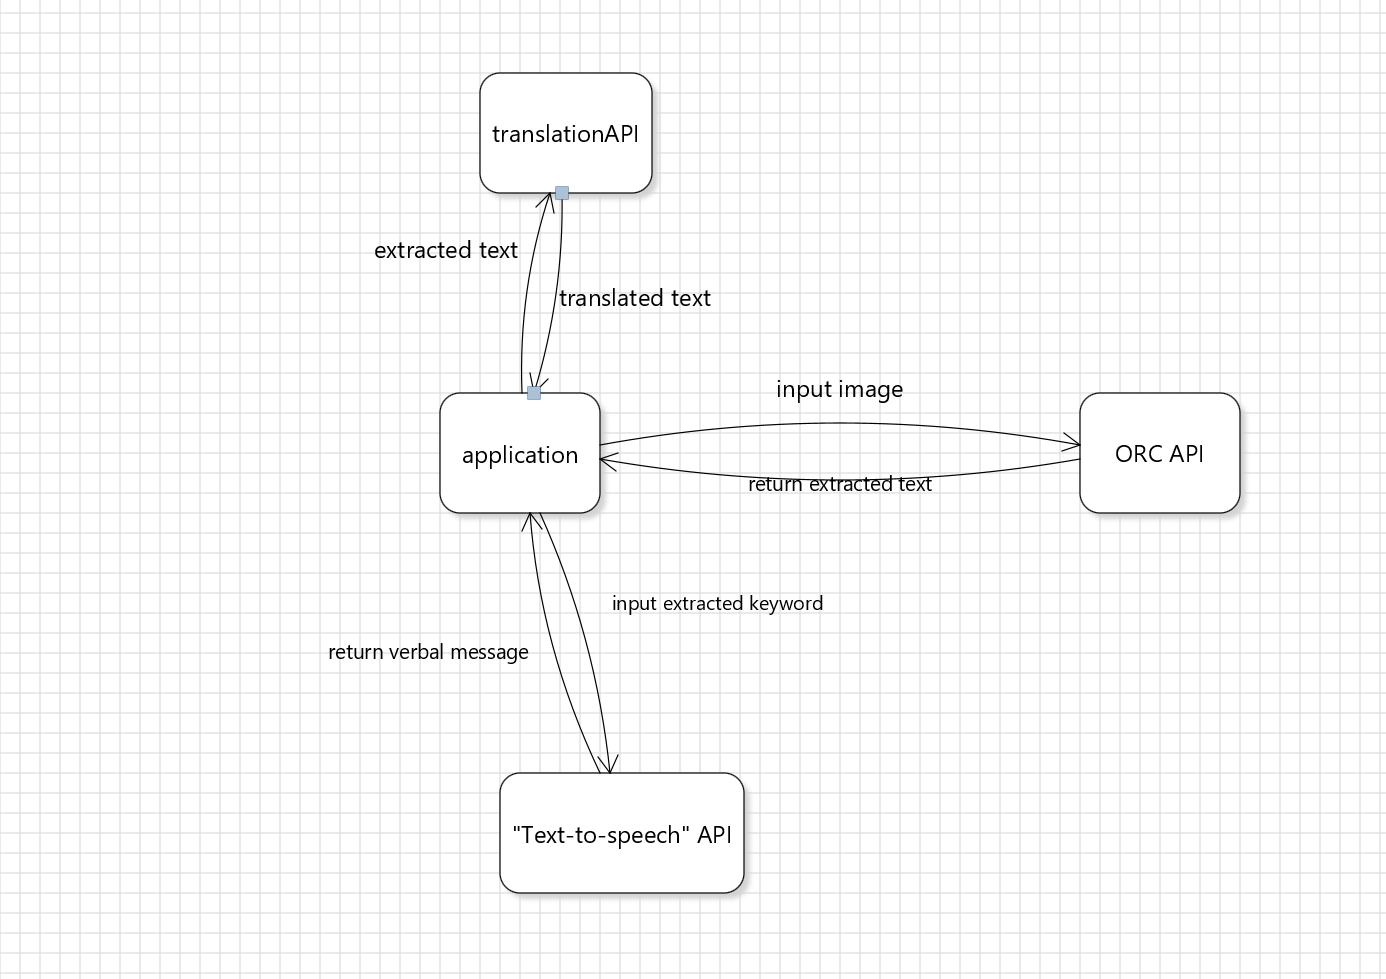 translationAPI
extracted text
translated text
input image
application
ORC API
return extracted text
input extracted keyword
return verbal message
"Text-to-speech" API